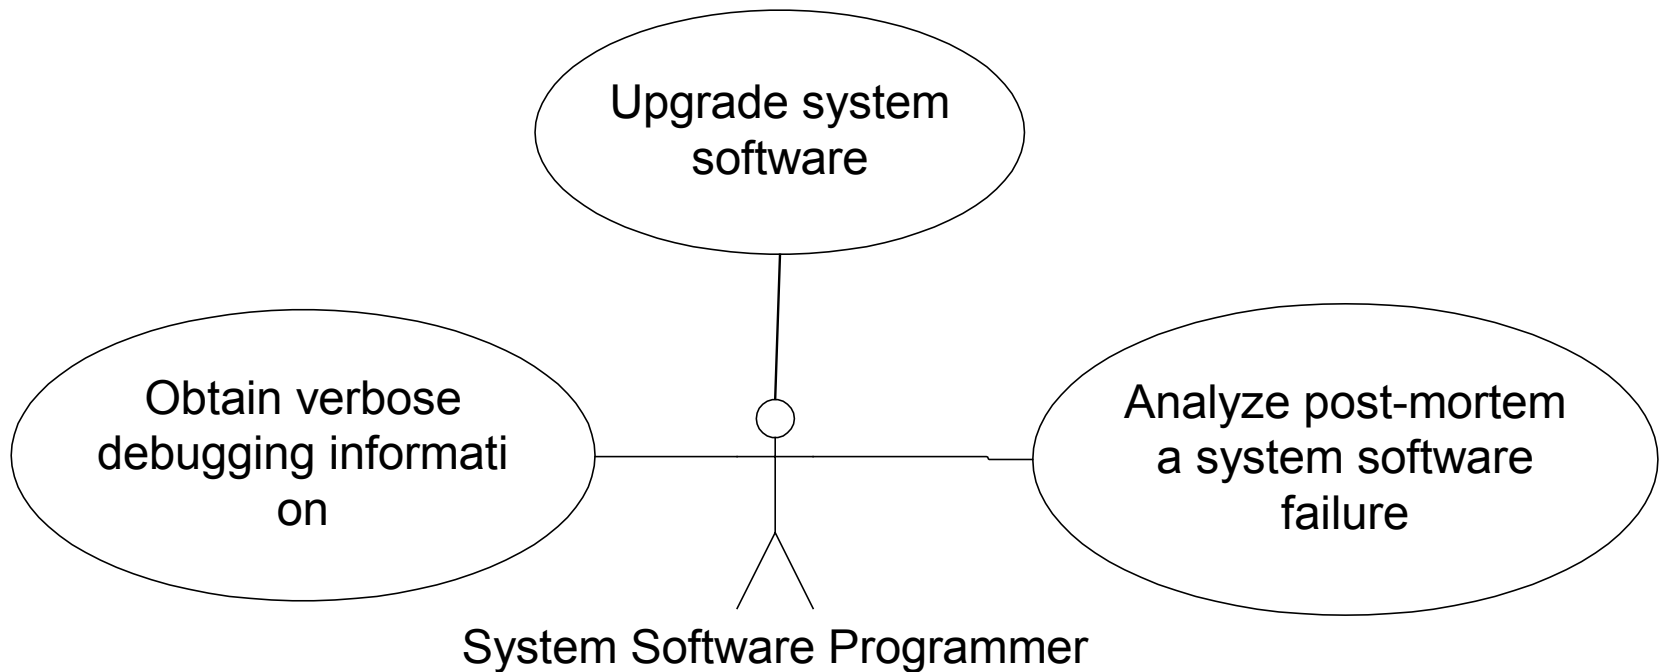 Upgrade system
software
Obtain verbose
debugging informati
on
Analyze post-mortem
a system software
failure
System Software Programmer